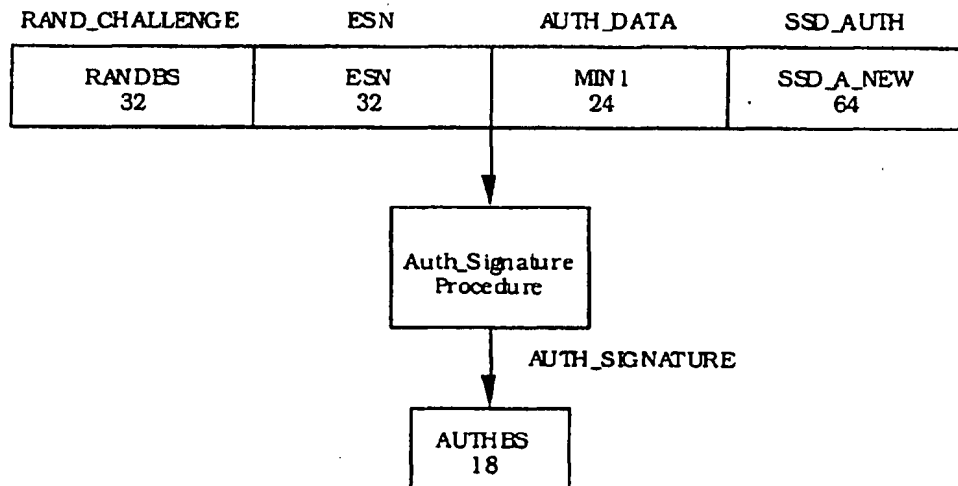 RAND_CHALLENGE ESN AUTH_DATA SSD_AUTH
RANDBS ESN MIN1 SSD_A_NEW
32 32 24 64
Auth_Signature
Procedure
AUTH_SIGNATURE
AUTHBS
18